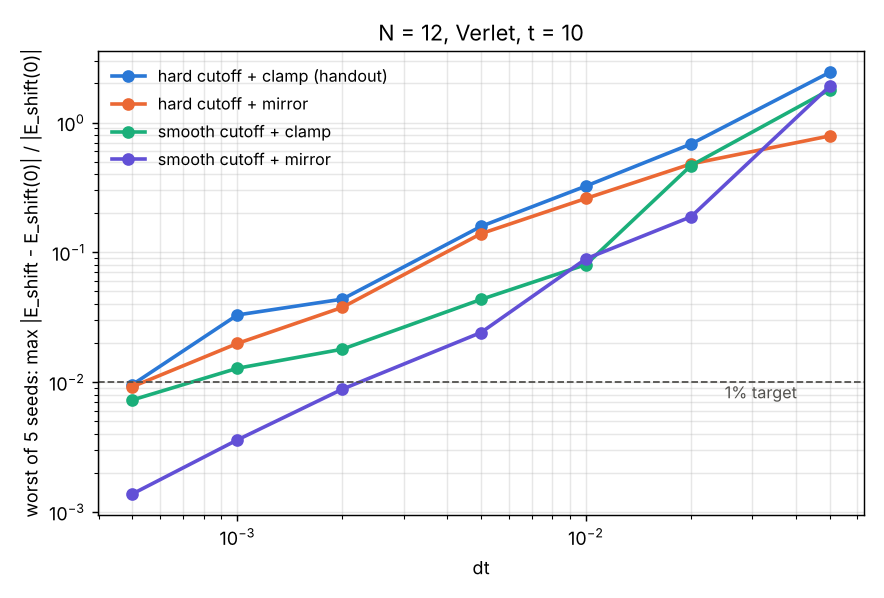 N = 12, Verlet, t = 10
worst of 5 seeds: max |E_shift - E_shift(0)| / |E_shift(0)|
hard cutoff + clamp (handout)
hard cutoff + mirror
smooth cutoff + clamp
smooth cutoff + mirror
10⁰
10⁻¹
10⁻²
10⁻³
1% target
10⁻³
10⁻²
dt